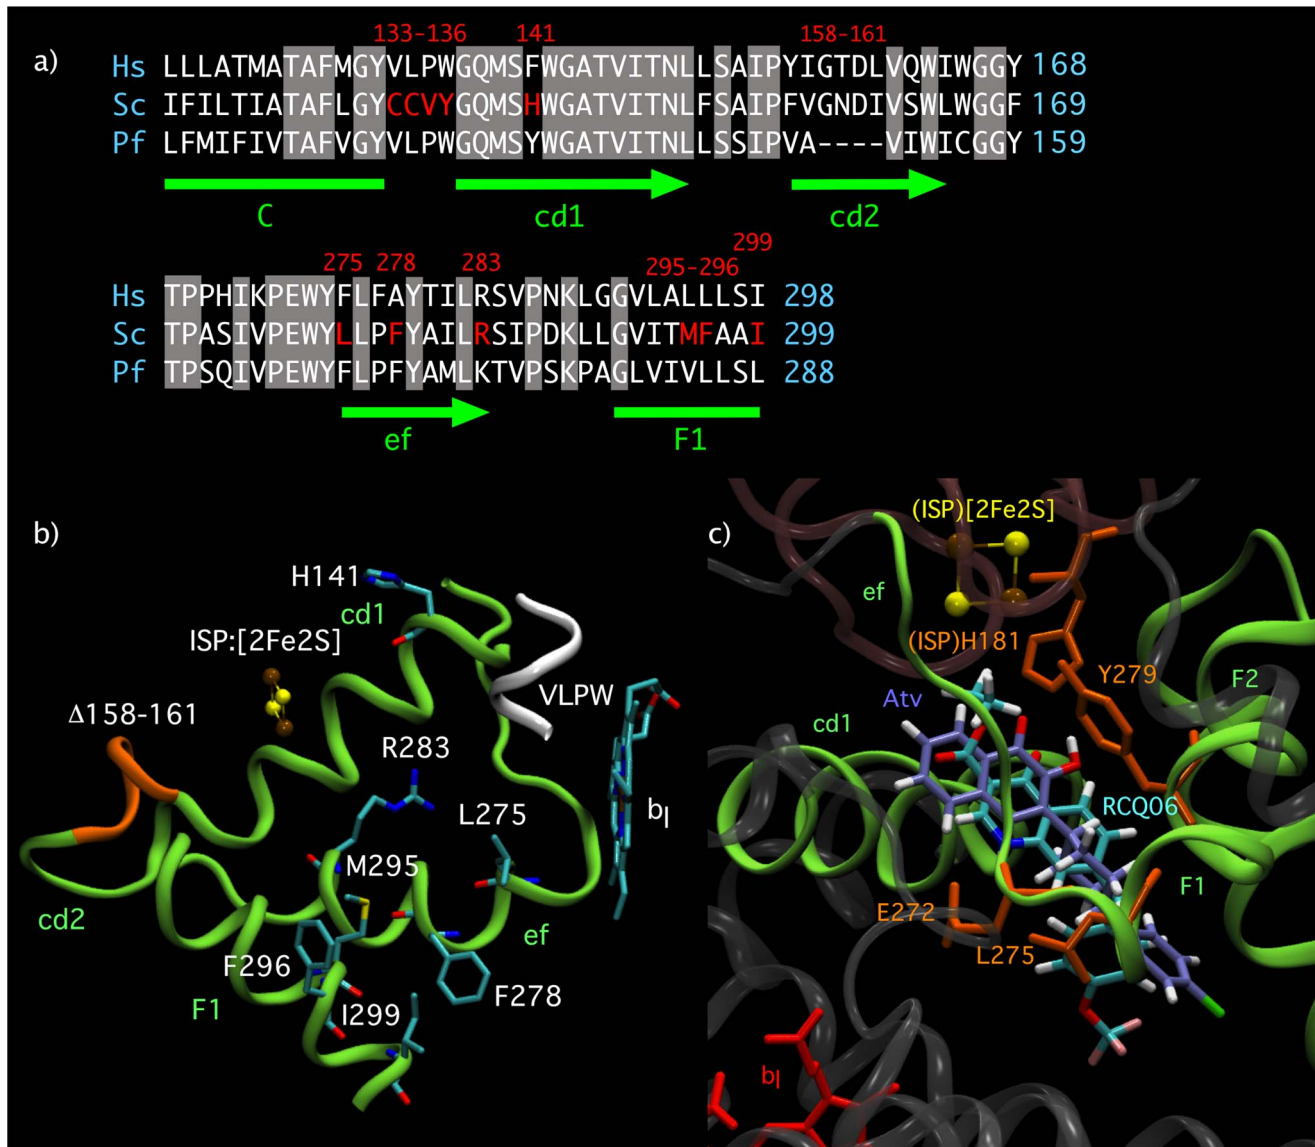 a)
133-136 141 158-161
Hs LLLATMATAFMGYVLPWGQMSFWGATVITNLLSAIPYIGTDLVQWIWGGY 168
Sc IFILTIATAFLGYCCVYGQMSHWGATVITNLFSAIPFVGNDIVSWLWGGF 169
Pf LFMIFIVTAFVGYVLPWGQMSYWGATVITNLLSSIPVA----VIWICGGY 159
C cd1 cd2
299
275 278 283 295-296
Hs TPPHIKPEWYFLFAYTILRSVPNKLGGVLALLLSI 298
Sc TPASIVPEWYLLPFYAILRSIPDKLLGVITMFAAI 299
Pf TPSQIVPEWYFLPFYAMLKTVPSKPAGLVIVLLSL 288
ef F1
b)
H141
cd1
ISP:[2Fe2S]
VLPW
Δ158-161
R283
L275
bl
M295
cd2
ef
F296
F278
F1
I299
c)
(ISP)[2Fe2S]
ef
(ISP)H181
Y279
F2
Atv
cd1
RCQ06
F1
E272
L275
bl